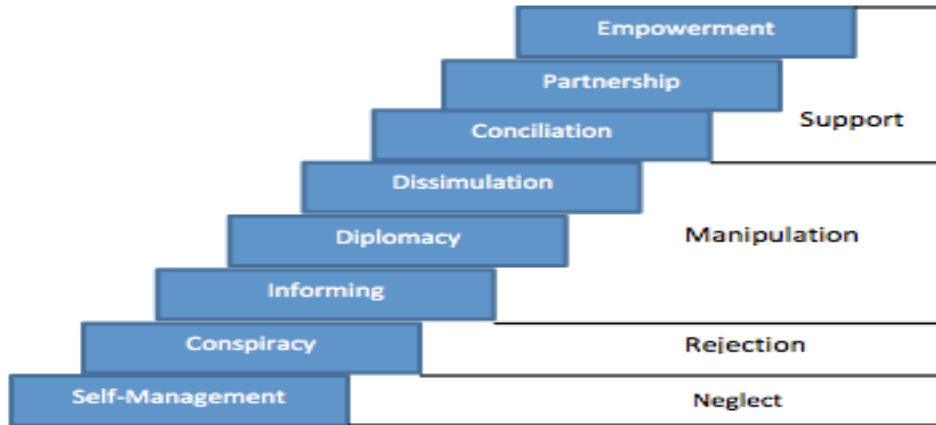 Empowerment
Partnership
Support
Conciliation
Dissimulation
Manipulation
Diplomacy
Informing
Conspiracy
Rejection
Self-Management
Neglect